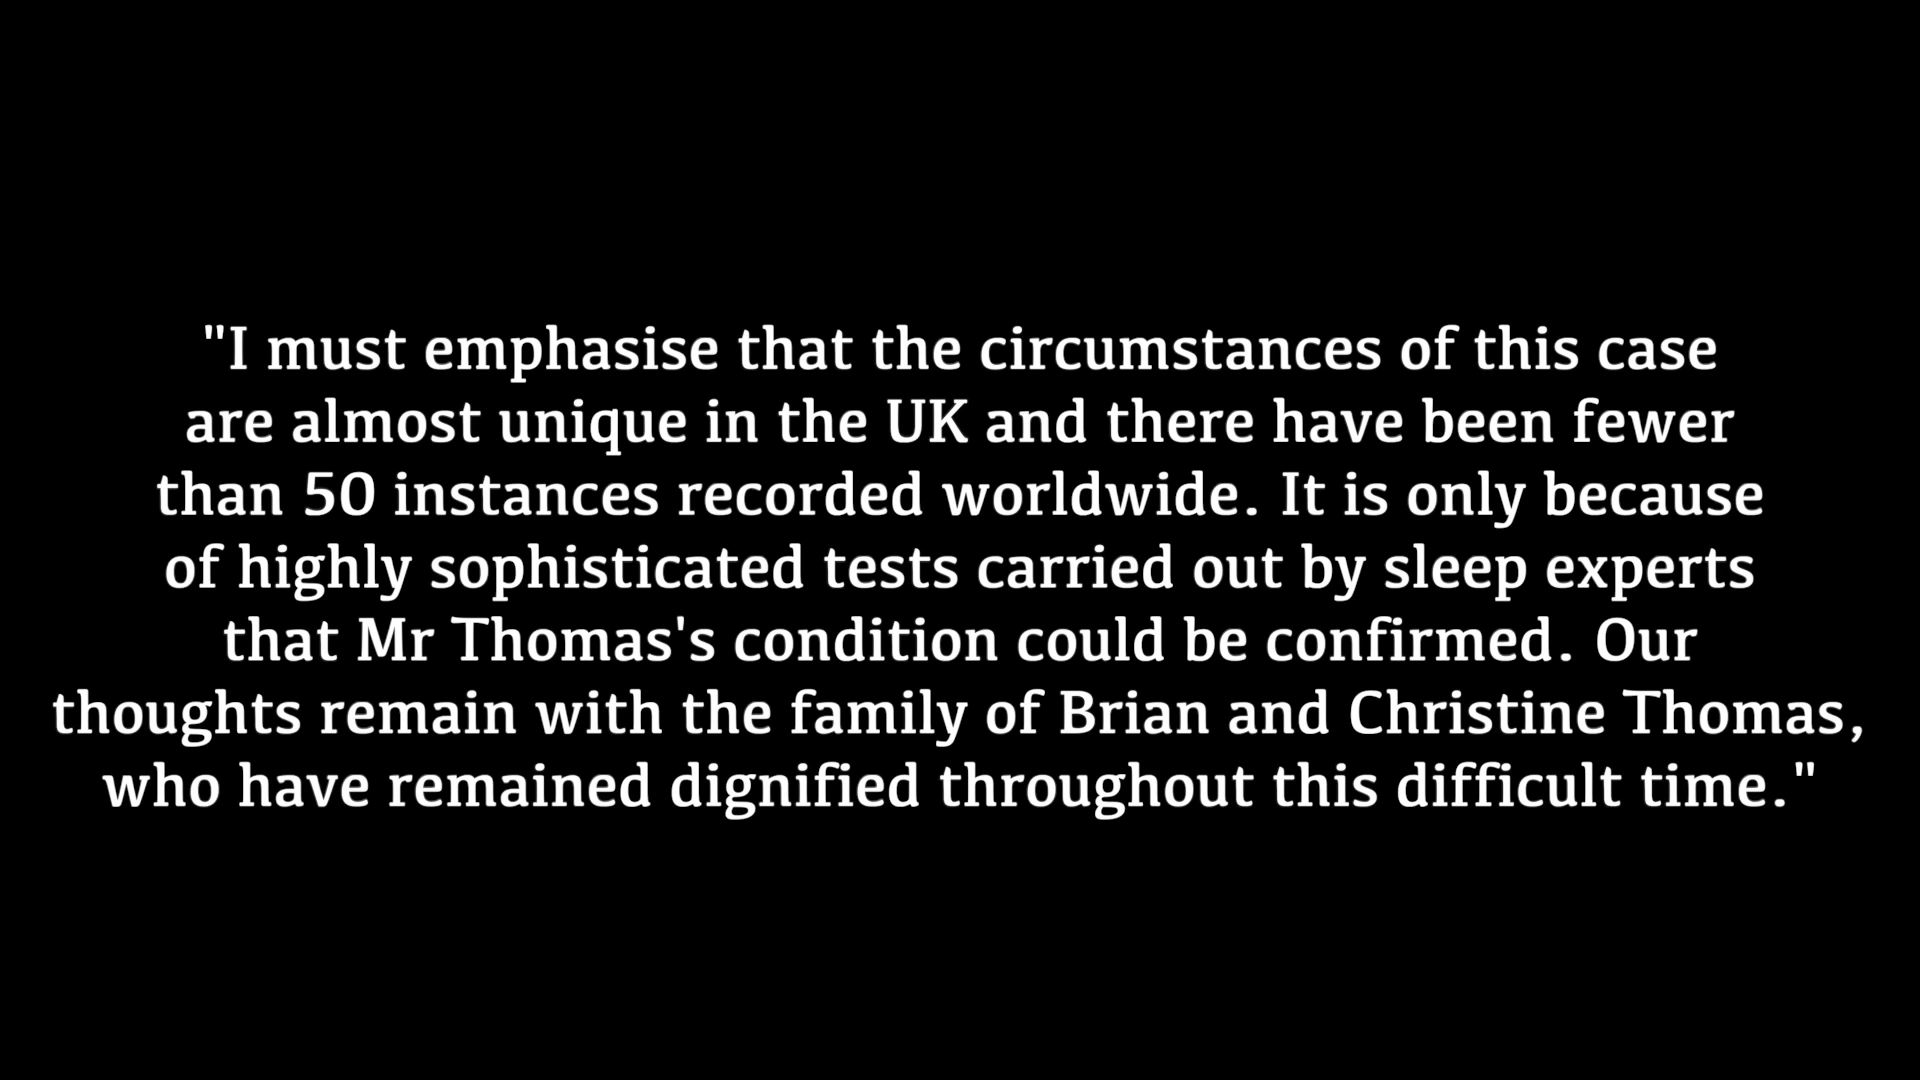 "I must emphasise that the circumstances of this case
are almost unique in the UK and there have been fewer
than 50 instances recorded worldwide. It is only because
of highly sophisticated tests carried out by sleep experts
that Mr Thomas's condition could be confirmed. Our
thoughts remain with the family of Brian and Christine Thomas,
who have remained dignified throughout this difficult time."